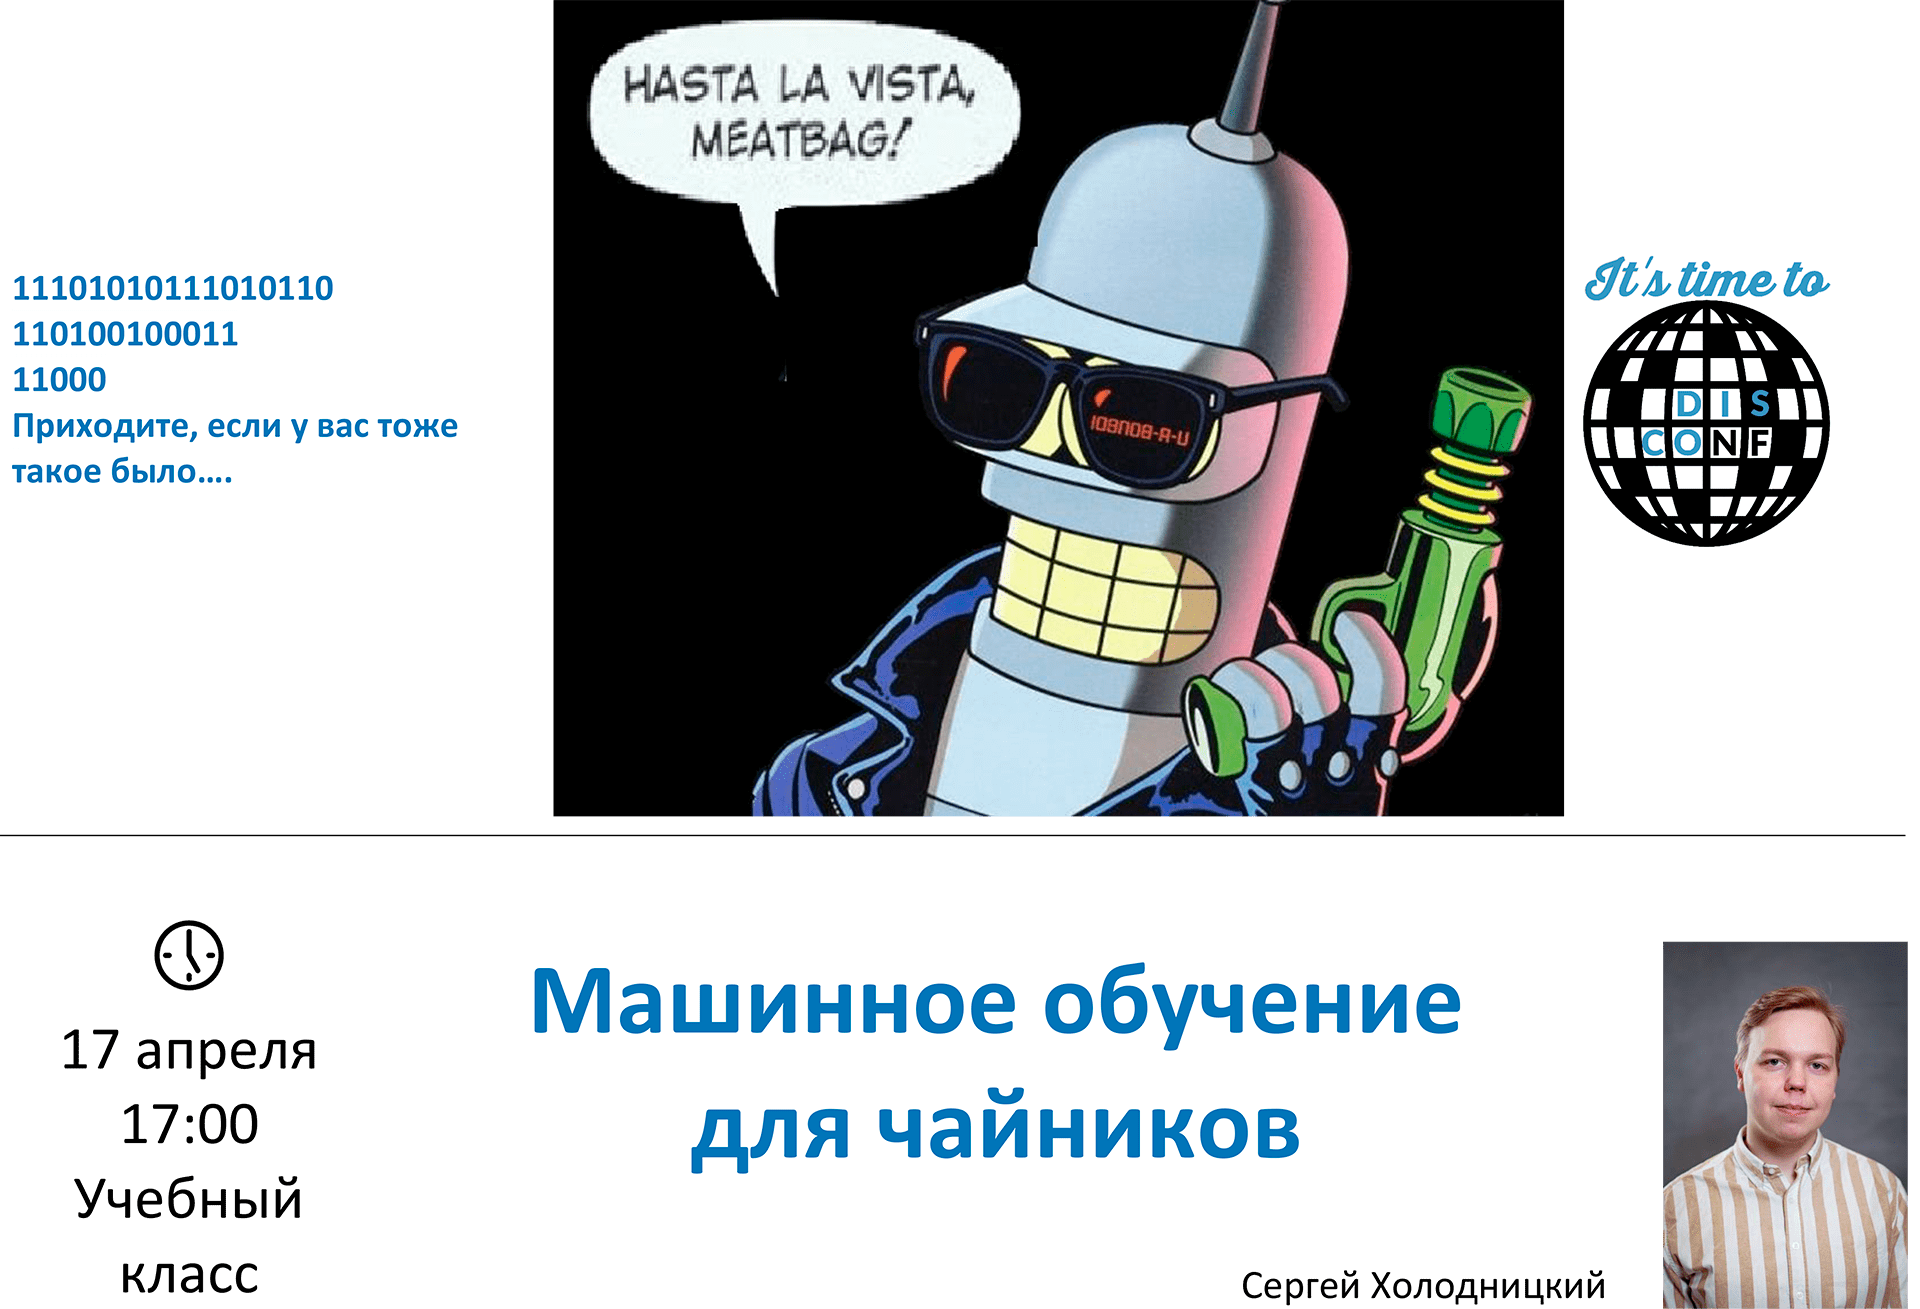 HASTA LA VISTA,
MEATBAG!
11101010111010110
110100100011
11000
Приходите, если у вас тоже
такое было....
It's time to
DIS
CONF
17 апреля
17:00
Учебный
класс
Машинное обучение
для чайников
Сергей Холодницкий